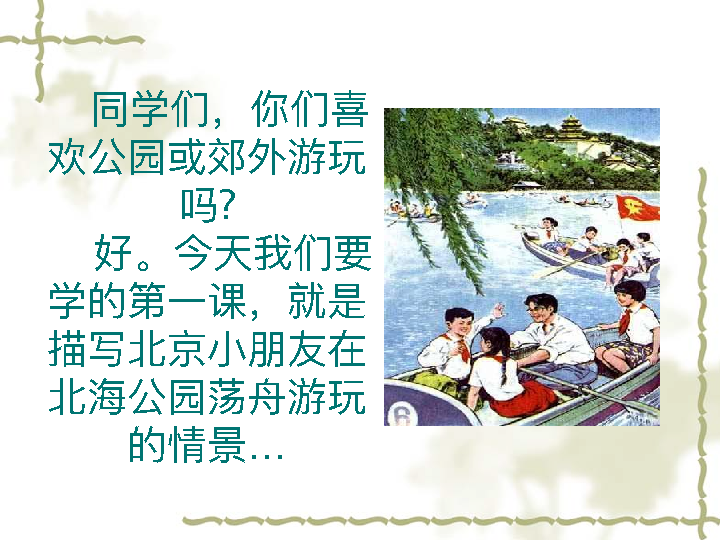 同学们，你们喜
欢公园或郊外游玩
吗?
好。今天我们要
学的第一课，就是
描写北京小朋友在
北海公园荡舟游玩
的情景…
6